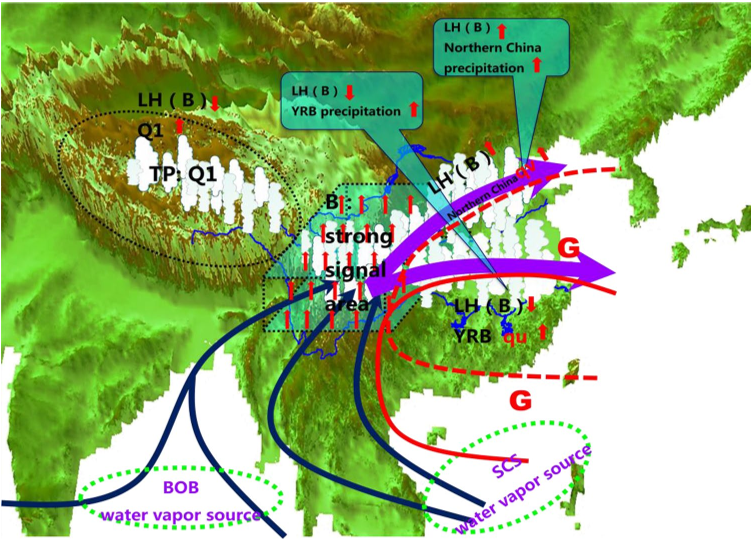 LH ( B )
Northern China
precipitation
LH ( B )
YRB precipitation
LH ( B )
Q1
TP: Q1
LH ( B )
qu
Northern China
B:
strong
signal
area
G
LH ( B )
YRB qu
G
BOB
water vapor source
SCS
water vapor source